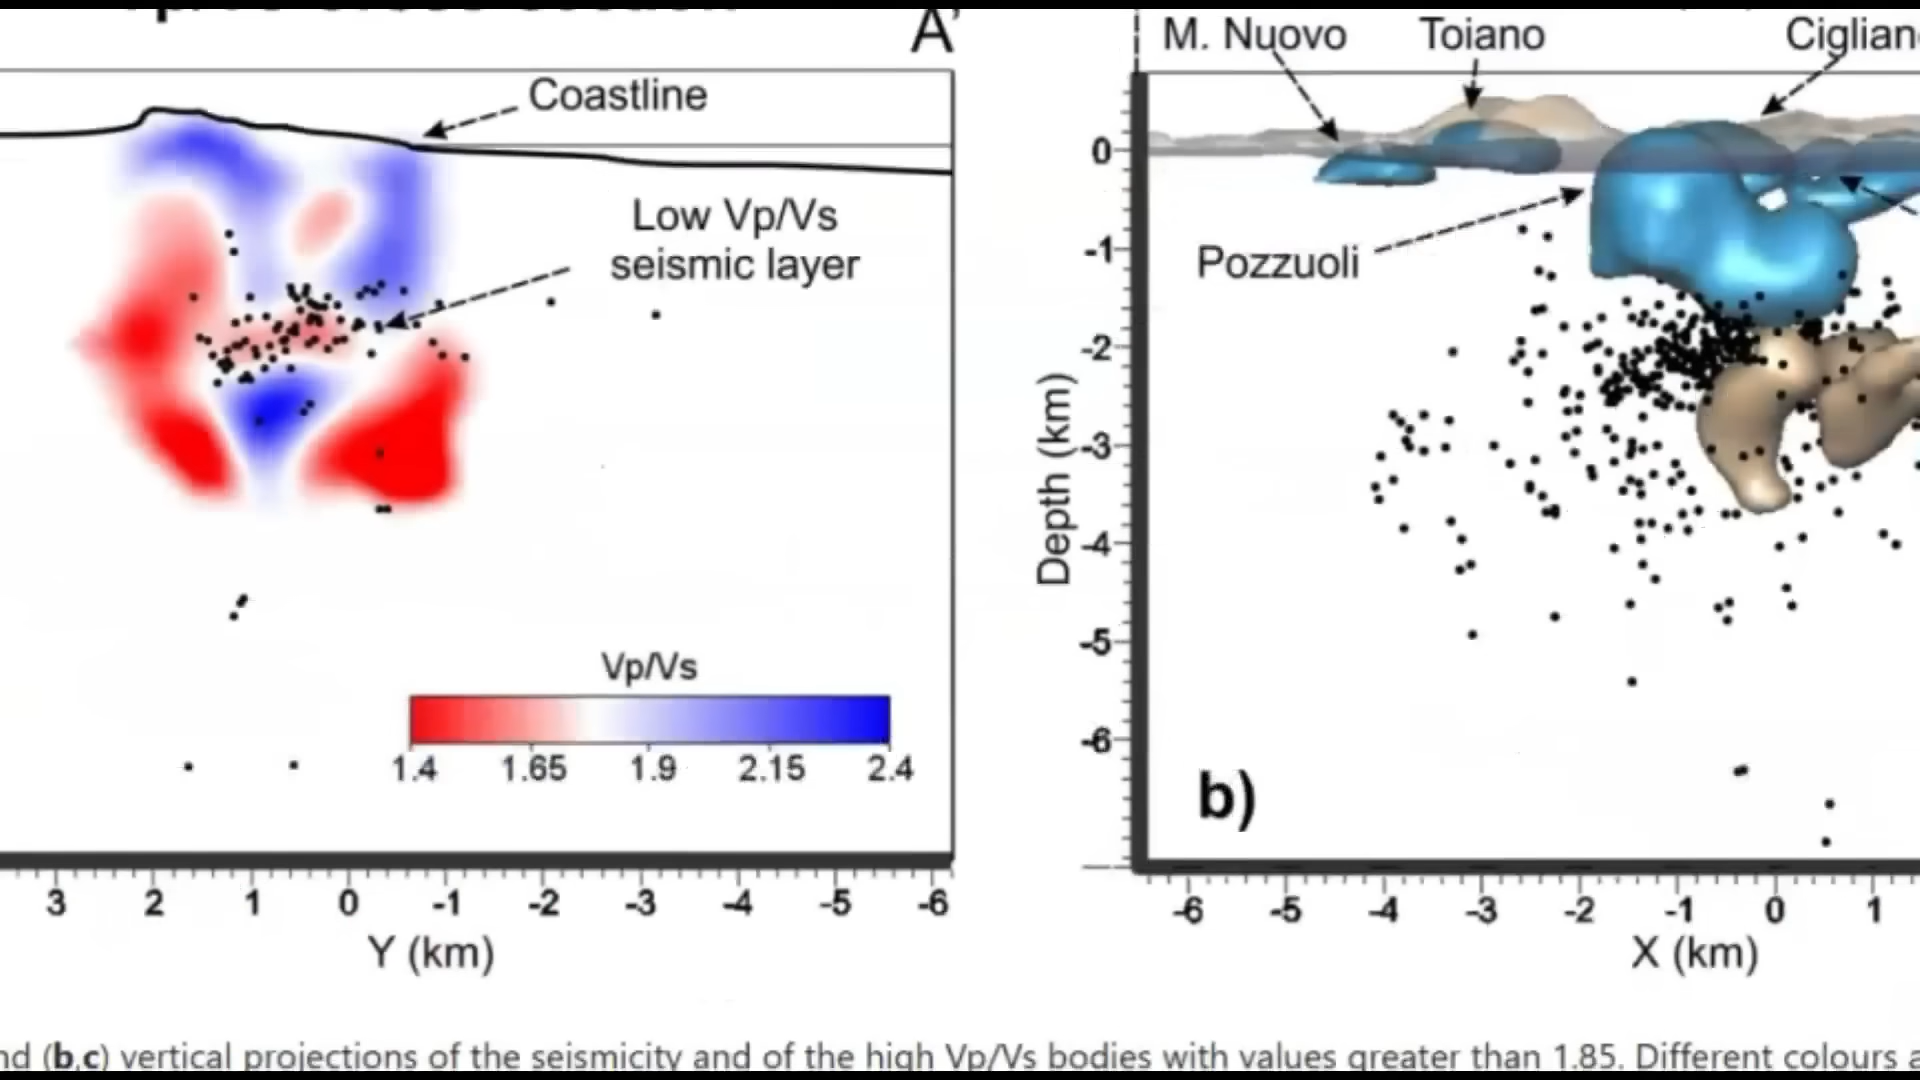 A'
Coastline
Low Vp/Vs
seismic layer
Vp/Vs
1.4 1.65 1.9 2.15 2.4
3 2 1 0 -1 -2 -3 -4 -5 -6
Y (km)
M. Nuovo Toiano
Pozzuoli
0
-1
-2
-3
-4
-5
-6
Depth (km)
b)
-6 -5 -4 -3 -2 -1 0 1
X (km)
(b,c) vertical projections of the seismicity and of the high Vp/Vs bodies with values greater than 1.85. Different colours